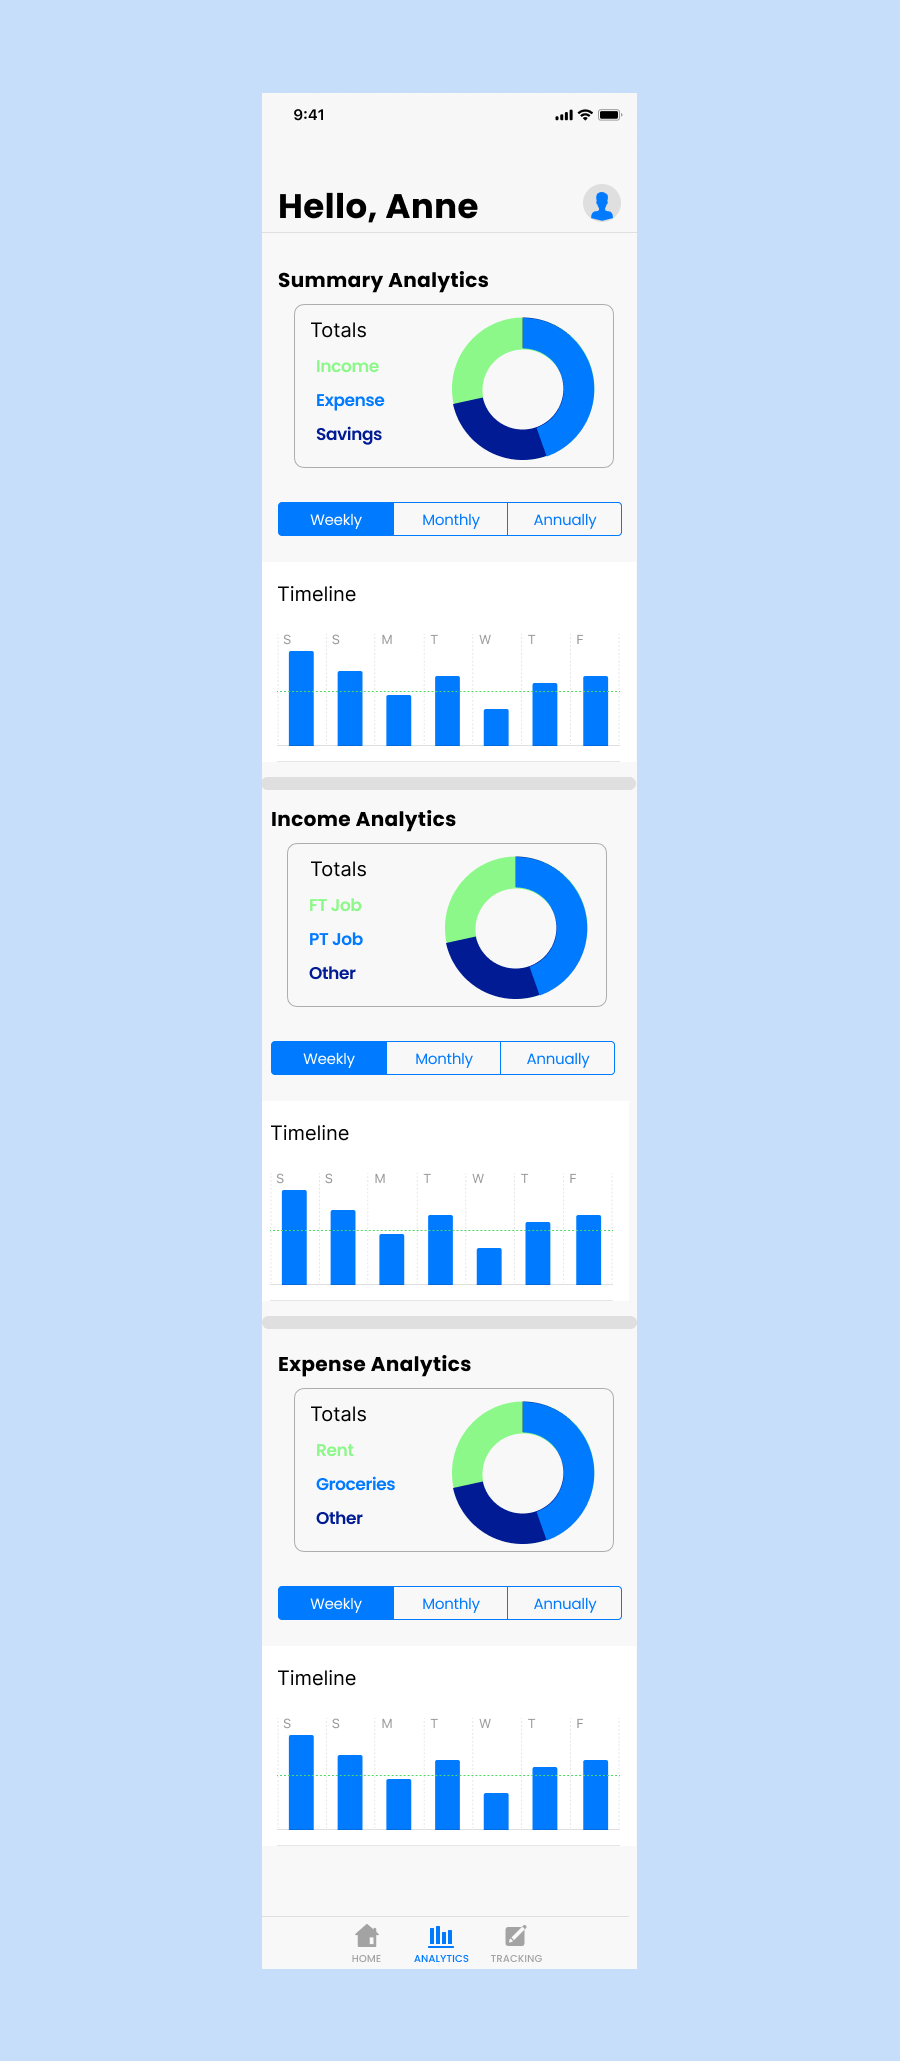 9:41
Hello, Anne
Summary Analytics
Totals
Income
Expense
Savings
Weekly Monthly Annually
Timeline
S S M T W T F
Income Analytics
Totals
FT Job
PT Job
Other
Weekly Monthly Annually
Timeline
S S M T W T F
Expense Analytics
Totals
Rent
Groceries
Other
Weekly Monthly Annually
Timeline
S S M T W T F
HOME ANALYTICS TRACKING